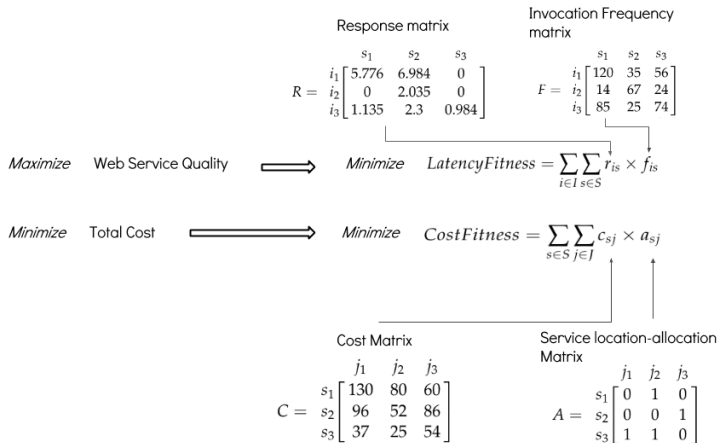 Response matrix
Invocation Frequency
matrix
s1 s2 s3
R = i1 [ 5.776 6.984 0 ]
i2 [ 0 2.035 0 ]
i3 [ 1.135 2.3 0.984 ]
s1 s2 s3
F = i1 [ 120 35 56 ]
i2 [ 14 67 24 ]
i3 [ 85 25 74 ]
Maximize Web Service Quality ⇒ Minimize LatencyFitness = ∑i∈I ∑s∈S r_is × f_is
Minimize Total Cost ⇒ Minimize CostFitness = ∑s∈S ∑j∈J c_sj × a_sj
Cost Matrix
j1 j2 j3
C = s1 [ 130 80 60 ]
s2 [ 96 52 86 ]
s3 [ 37 25 54 ]
Service location-allocation
Matrix
j1 j2 j3
A = s1 [ 0 1 0 ]
s2 [ 0 0 1 ]
s3 [ 1 1 0 ]